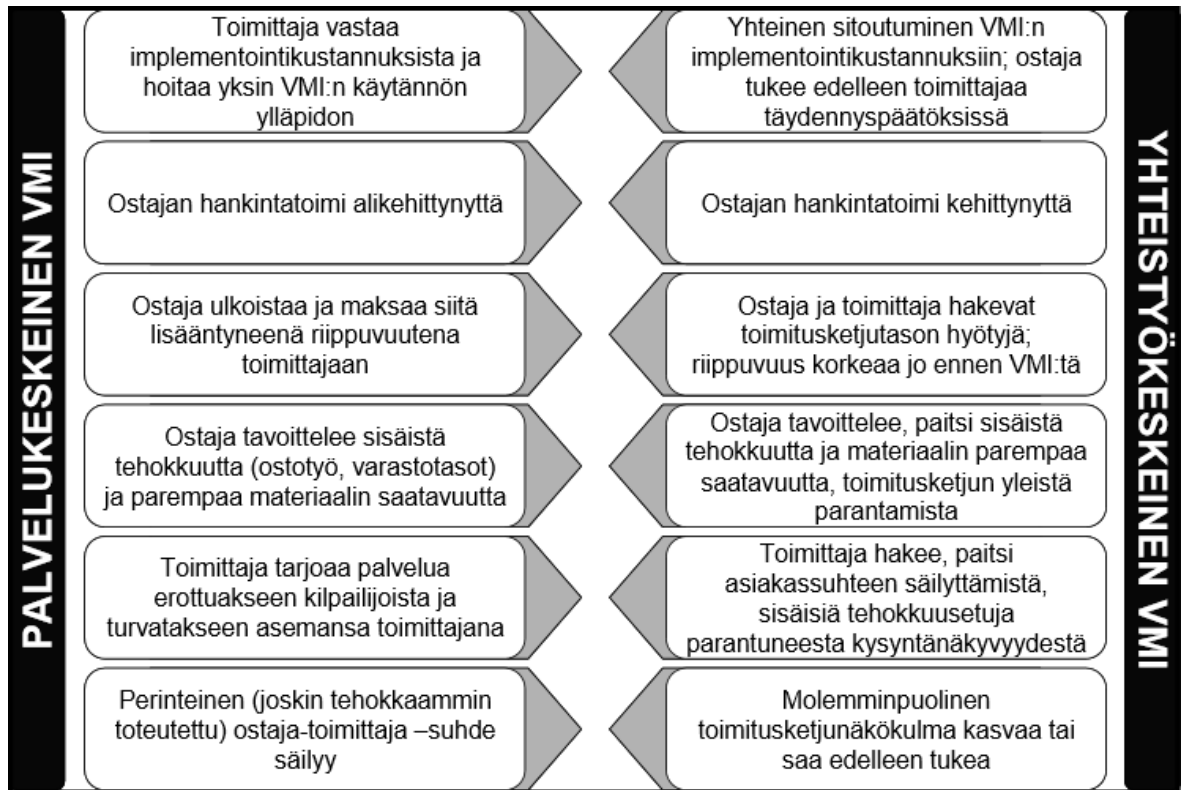 PALVELUKESKEINEN VMI
Toimittaja vastaa
implementointikustannuksista ja
hoitaa yksin VMI:n käytännön
ylläpidon
Yhteinen sitoutuminen VMI:n
implementointikustannuksiin; ostaja
tukee edelleen toimittajaa
täydennyspäätöksissä
Ostajan hankintatoimi alikehittynyttä
Ostajan hankintatoimi kehittynyttä
Ostaja ulkoistaa ja maksaa siitä
lisääntyneenä riippuvuutena
toimittajaan
Ostaja ja toimittaja hakevat
toimitusketjutason hyötyjä;
riippuvuus korkeaa jo ennen VMI:tä
Ostaja tavoittelee sisäistä
tehokkuutta (ostotyö, varastotasot)
ja parempaa materiaalin saatavuutta
Ostaja tavoittelee, paitsi sisäistä
tehokkuutta ja materiaalin parempaa
saatavuutta, toimitusketjun yleistä
parantamista
Toimittaja tarjoaa palvelua
erottuakseen kilpailijoista ja
turvatakseen asemansa toimittajana
Toimittaja hakee, paitsi
asiakassuhteen säilyttämistä,
sisäisiä tehokkuusetuja
parantuneesta kysyntänäkyvyydestä
Perinteinen (joskin tehokkaammin
toteutettu) ostaja-toimittaja –suhde
säilyy
Molemminpuolinen
toimitusketjunäkökulma kasvaa tai
saa edelleen tukea
YHTEISTYÖKESKEINEN VMI